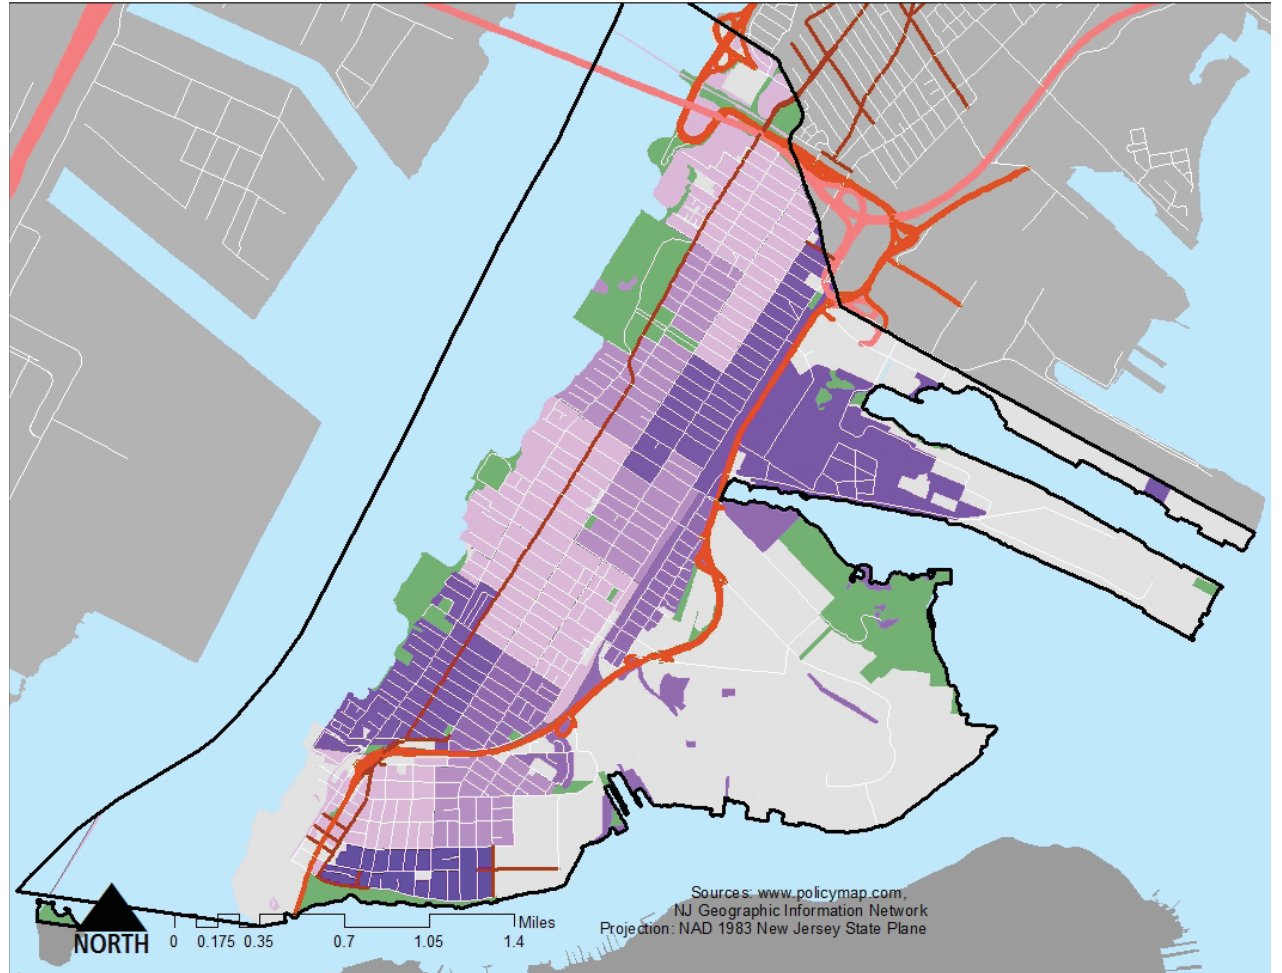 Sources: www.policymap.com,
NJ Geographic Information Network
Projection: NAD 1983 New Jersey State Plane
NORTH
0 0.175 0.35 0.7 1.05 1.4
Miles